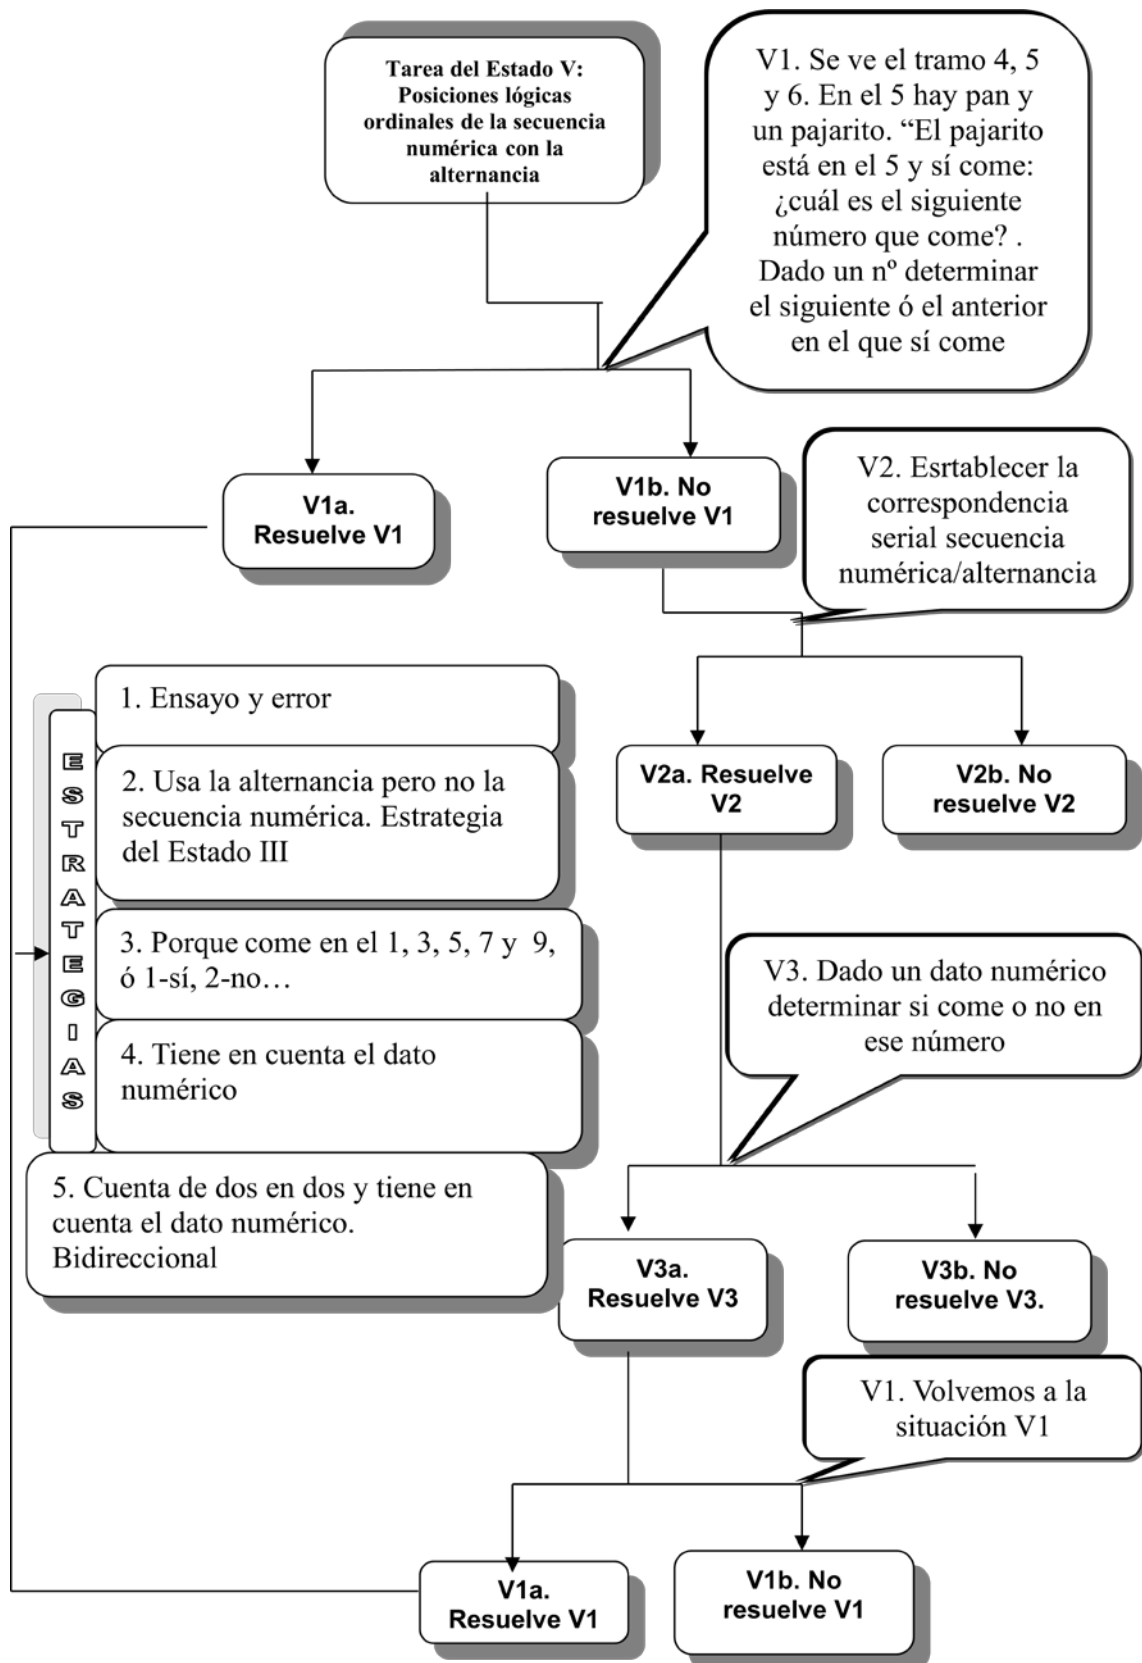 Tarea del Estado V:
Posiciones lógicas
ordinales de la secuencia
numérica con la
alternancia
V1. Se ve el tramo 4, 5
y 6. En el 5 hay pan y
un pajarito. “El pajarito
está en el 5 y sí come:
¿cuál es el siguiente
número que come? .
Dado un nº determinar
el siguiente ó el anterior
en el que sí come
V1a.
Resuelve V1
V1b. No
resuelve V1
V2. Esrtablecer la
correspondencia
serial secuencia
numérica/alternancia
V2a. Resuelve
V2
V2b. No
resuelve V2
ESTRATEGIAS
1. Ensayo y error
2. Usa la alternancia pero no la
secuencia numérica. Estrategia
del Estado III
3. Porque come en el 1, 3, 5, 7 y 9,
ó 1-sí, 2-no…
4. Tiene en cuenta el dato
numérico
5. Cuenta de dos en dos y tiene en
cuenta el dato numérico.
Bidireccional
V3. Dado un dato numérico
determinar si come o no en
ese número
V3a.
Resuelve V3
V3b. No
resuelve V3.
V1. Volvemos a la
situación V1
V1a.
Resuelve V1
V1b. No
resuelve V1